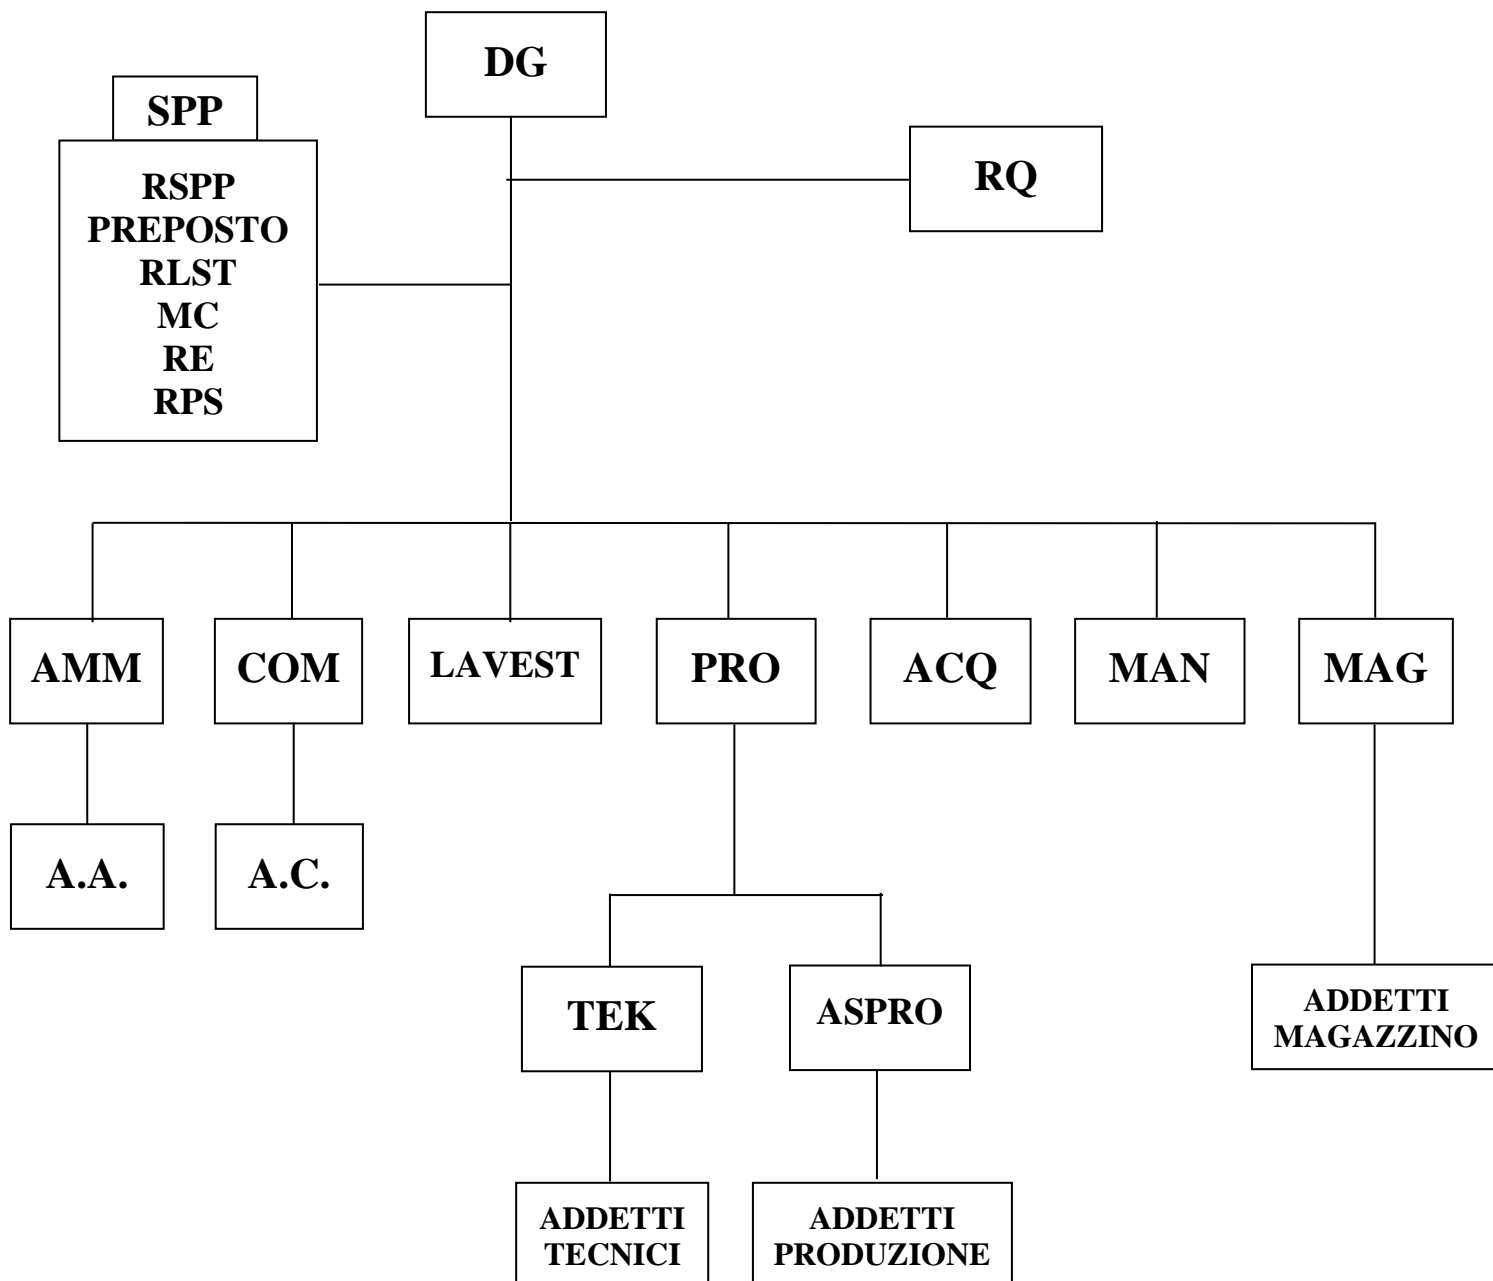 DG
SPP
RQ
RSPP
PREPOSTO
RLST
MC
RE
RPS
AMM
COM
LAVEST
PRO
ACQ
MAN
MAG
A.A.
A.C.
TEK
ASPRO
ADDETTI
MAGAZZINO
ADDETTI
TECNICI
ADDETTI
PRODUZIONE